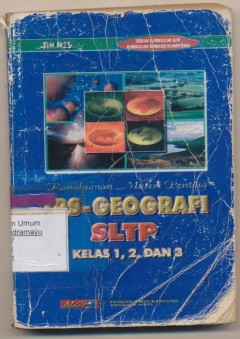 TIM MZS
SESUAI KURIKULUM SLTP
KURIKULUM BERBASIS KOMPETENSI
Rangkuman Materi Penting
IPS-GEOGRAFI
SLTP
KELAS 1, 2, DAN 3
n Umum
dramayu